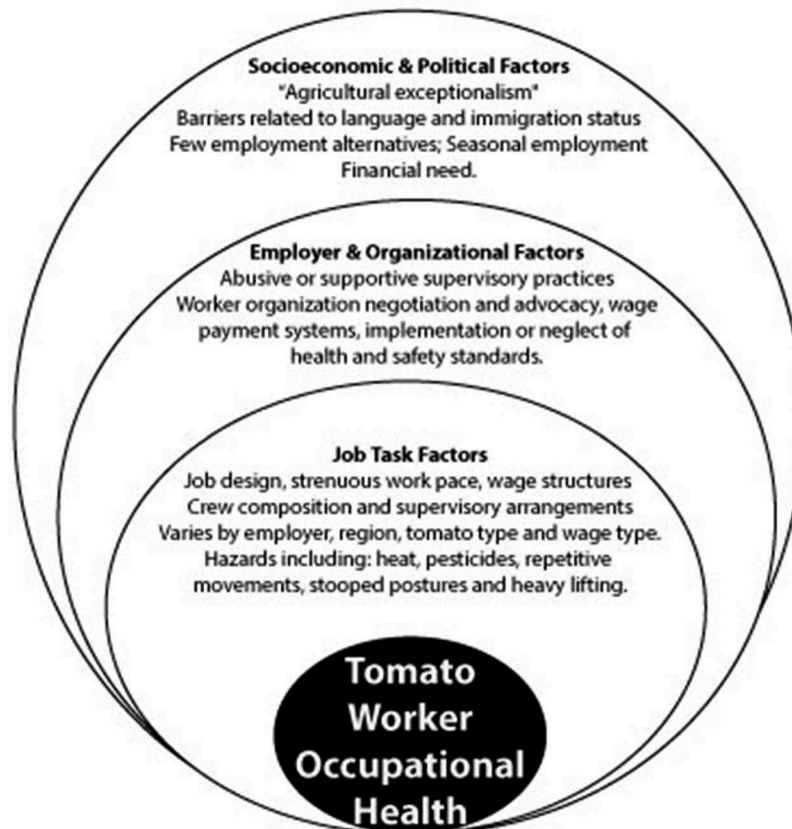 Socioeconomic & Political Factors
"Agricultural exceptionalism"
Barriers related to language and immigration status
Few employment alternatives; Seasonal employment
Financial need.
Employer & Organizational Factors
Abusive or supportive supervisory practices
Worker organization negotiation and advocacy, wage
payment systems, implementation or neglect of
health and safety standards.
Job Task Factors
Job design, strenuous work pace, wage structures
Crew composition and supervisory arrangements
Varies by employer, region, tomato type and wage type.
Hazards including: heat, pesticides, repetitive
movements, stooped postures and heavy lifting.
Tomato
Worker
Occupational
Health